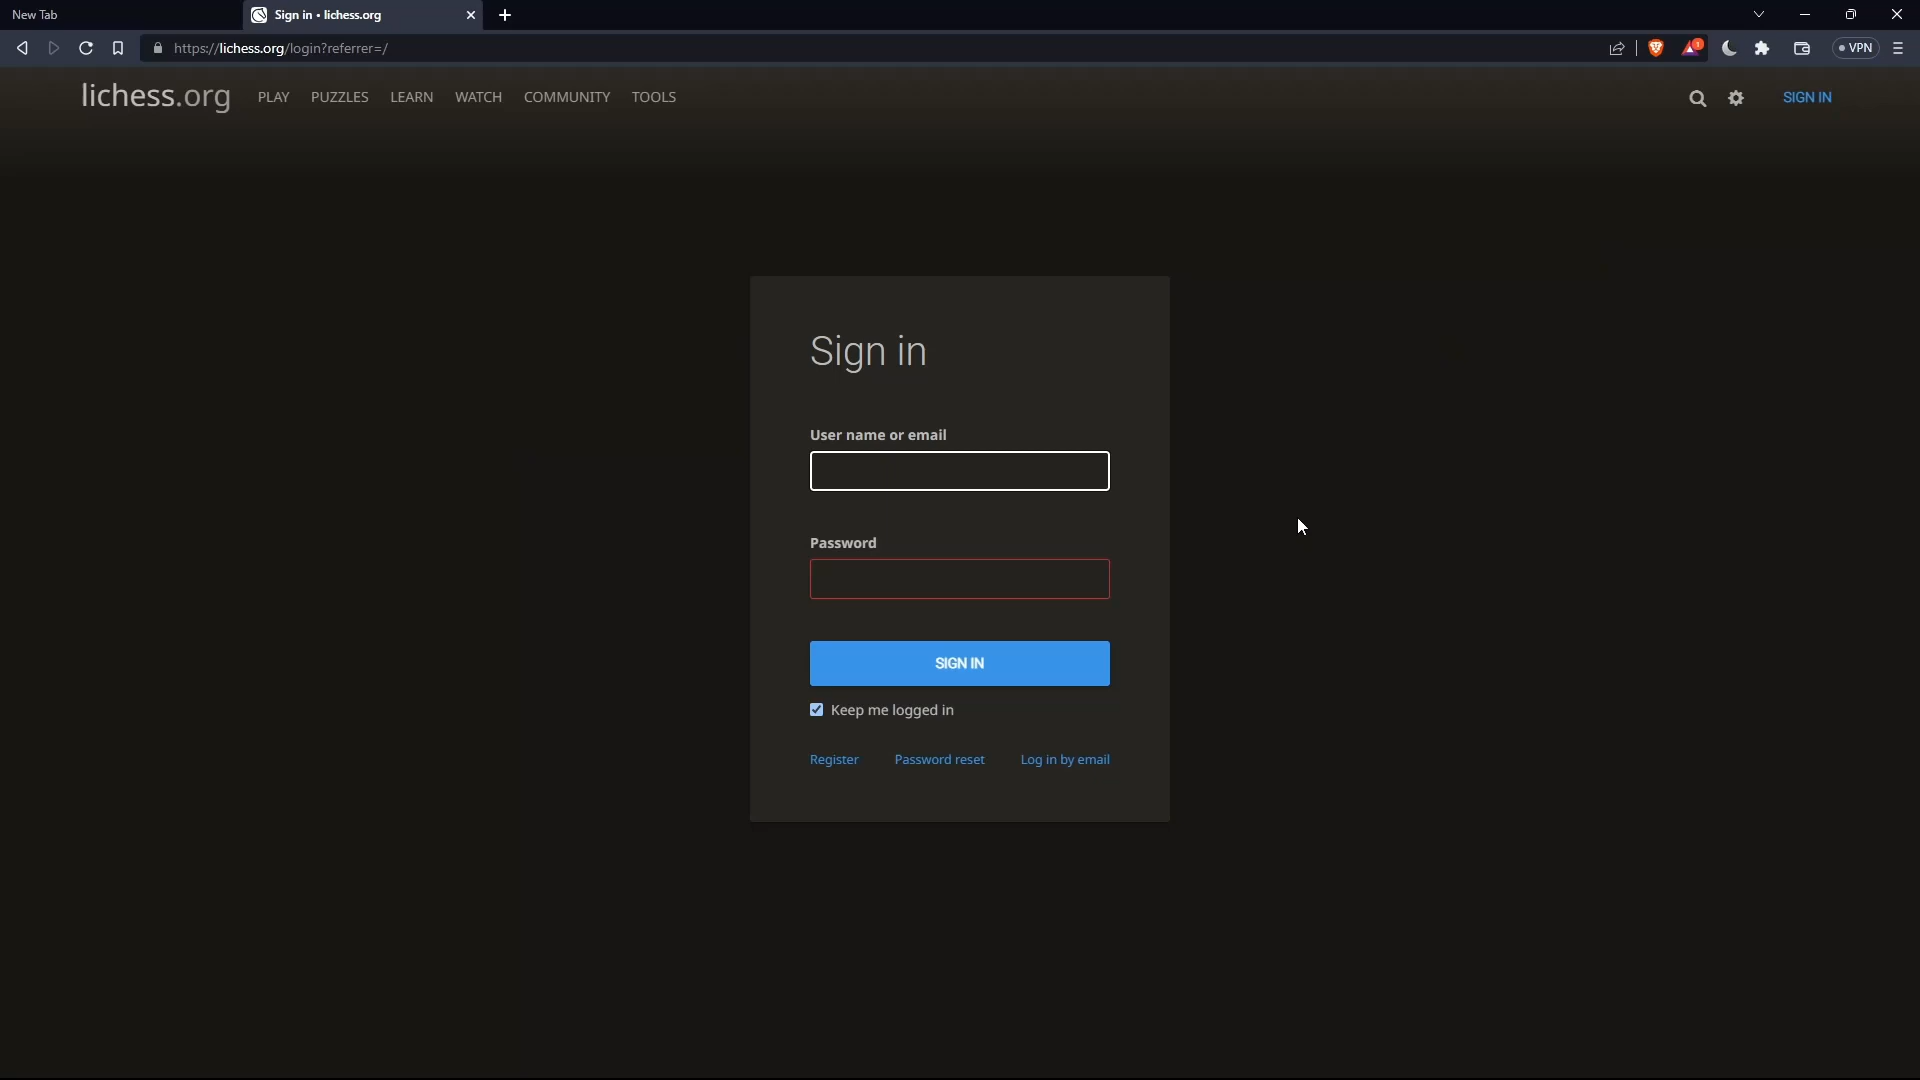 New Tab
Sign in • lichess.org
https://lichess.org/login?referrer=/
1
VPN
lichess.org
PLAY
PUZZLES
LEARN
WATCH
COMMUNITY
TOOLS
SIGN IN
Sign in
User name or email
Password
SIGN IN
Keep me logged in
Register
Password reset
Log in by email